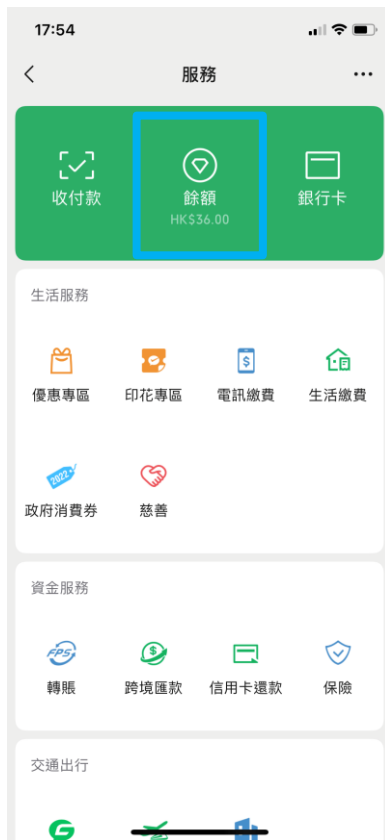 17:54
服務
收付款 餘額 銀行卡
HK$36.00
生活服務
優惠專區 印花專區 電訊繳費 生活繳費
2022
政府消費券 慈善
資金服務
FPS
轉賬 跨境匯款 信用卡還款 保險
交通出行